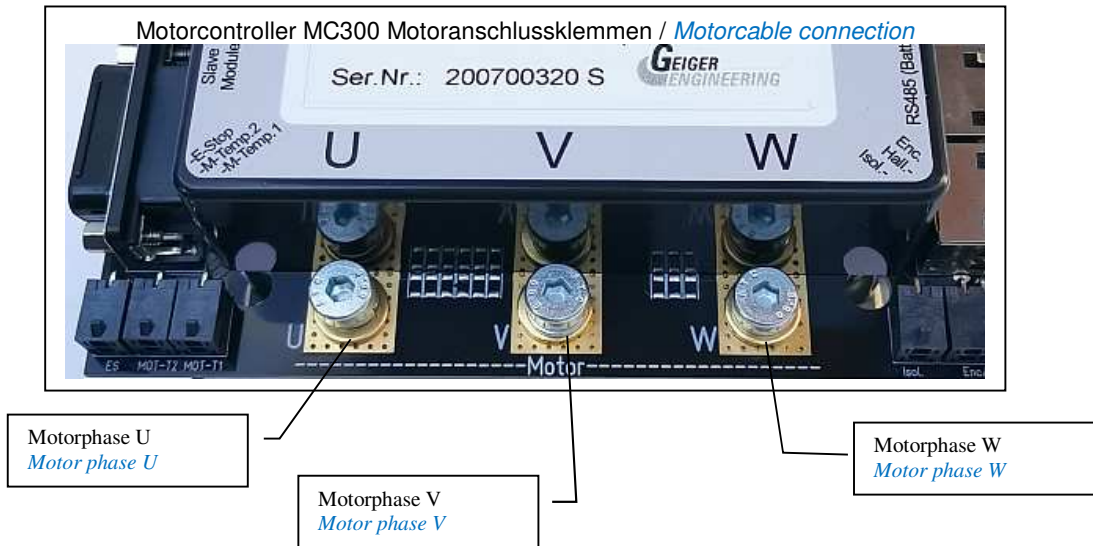 Motorcontroller MC300 Motoranschlussklemmen / Motorcable connection
Slave
Module
Ser.Nr.: 200700320 S
GEIGER
ENGINEERING
RS485 (Batt
-E-Stop
-M-Temp.2
-M-Temp.1
U V W
Enc.
Hall.-
Isol.-
U V W
ES MOT-T2 MOT-T1
Motor
Isol. Enc
Motorphase U
Motor phase U
Motorphase V
Motor phase V
Motorphase W
Motor phase W